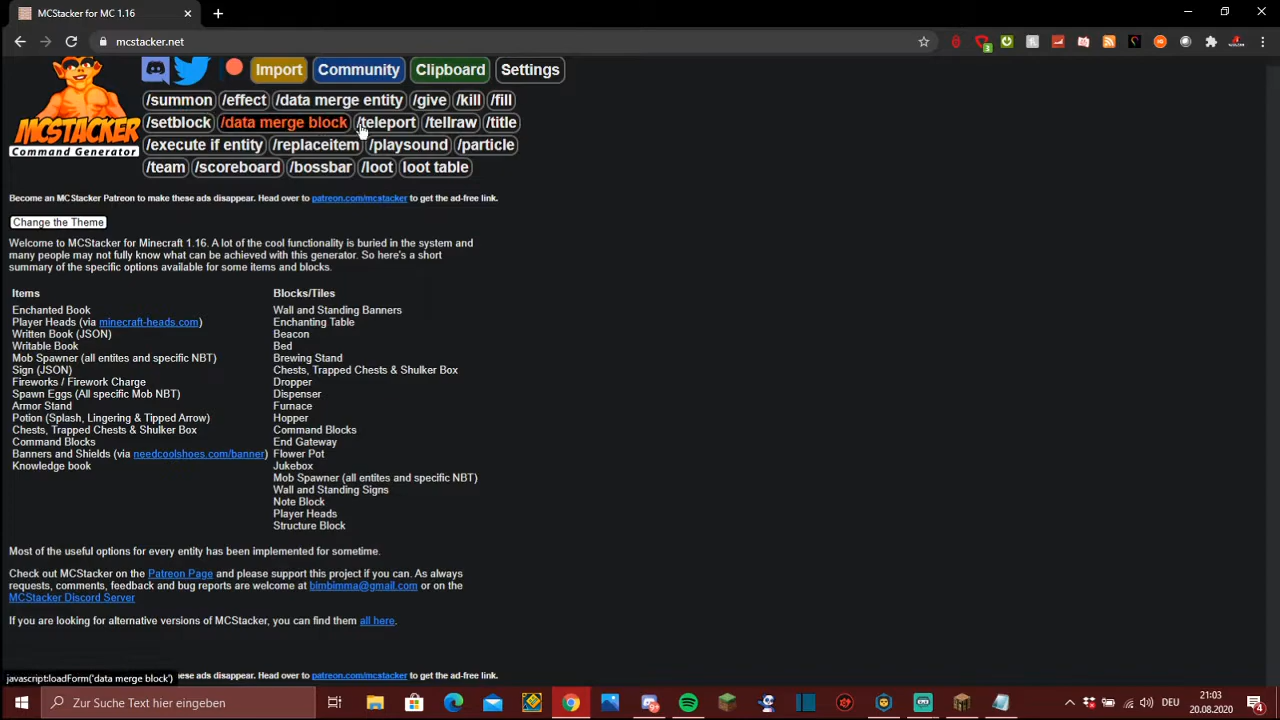 MCStacker for MC 1.16
mcstacker.net
3
MCSTACKER
Command Generator
Import Community Clipboard Settings
/summon /effect /data merge entity /give /kill /fill
/setblock /data merge block /teleport /tellraw /title
/execute if entity /replaceitem /playsound /particle
/team /scoreboard /bossbar /loot loot table
Become an MCStacker Patreon to make these ads disappear. Head over to patreon.com/mcstacker to get the ad-free link.
Change the Theme
Welcome to MCStacker for Minecraft 1.16. A lot of the cool functionality is buried in the system and
many people may not fully know what can be achieved with this generator. So here's a short
summary of the specific options available for some items and blocks.
Items
Enchanted Book
Player Heads (via minecraft-heads.com)
Written Book (JSON)
Writable Book
Mob Spawner (all entites and specific NBT)
Sign (JSON)
Fireworks / Firework Charge
Spawn Eggs (All specific Mob NBT)
Armor Stand
Potion (Splash, Lingering & Tipped Arrow)
Chests, Trapped Chests & Shulker Box
Command Blocks
Banners and Shields (via needcoolshoes.com/banner)
Knowledge book
Blocks/Tiles
Wall and Standing Banners
Enchanting Table
Beacon
Bed
Brewing Stand
Chests, Trapped Chests & Shulker Box
Dropper
Dispenser
Furnace
Hopper
Command Blocks
End Gateway
Flower Pot
Jukebox
Mob Spawner (all entites and specific NBT)
Wall and Standing Signs
Note Block
Player Heads
Structure Block
Most of the useful options for every entity has been implemented for sometime.
Check out MCStacker on the Patreon Page and please support this project if you can. As always
requests, comments, feedback and bug reports are welcome at bimbimma@gmail.com or on the
MCStacker Discord Server
If you are looking for alternative versions of MCStacker, you can find them all here.
javascript:loadForm('data merge block') these ads disappear. Head over to patreon.com/mcstacker to get the ad-free link.
Zur Suche Text hier eingeben
DEU
21:03
20.08.2020
4